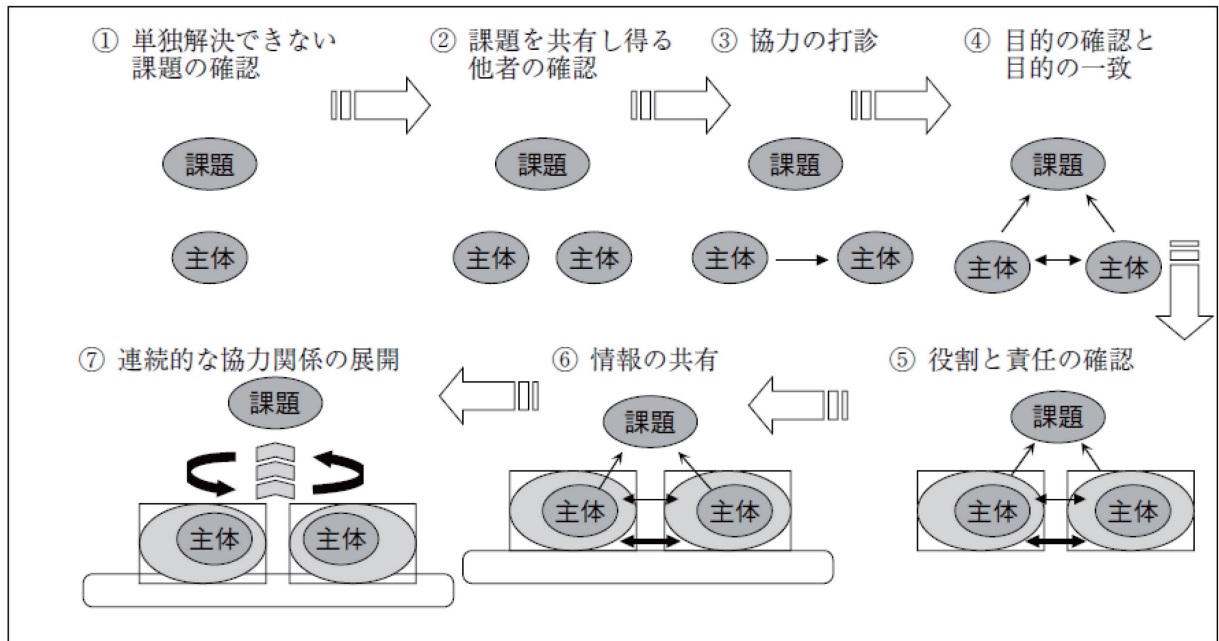 ① 単独解決できない
課題の確認
② 課題を共有し得る
他者の確認
③ 協力の打診
④ 目的の確認と
目的の一致
課題
課題
課題
課題
主体
主体
主体
主体
主体
主体
主体
⑦ 連続的な協力関係の展開
⑥ 情報の共有
⑤ 役割と責任の確認
課題
課題
課題
主体
主体
主体
主体
主体
主体